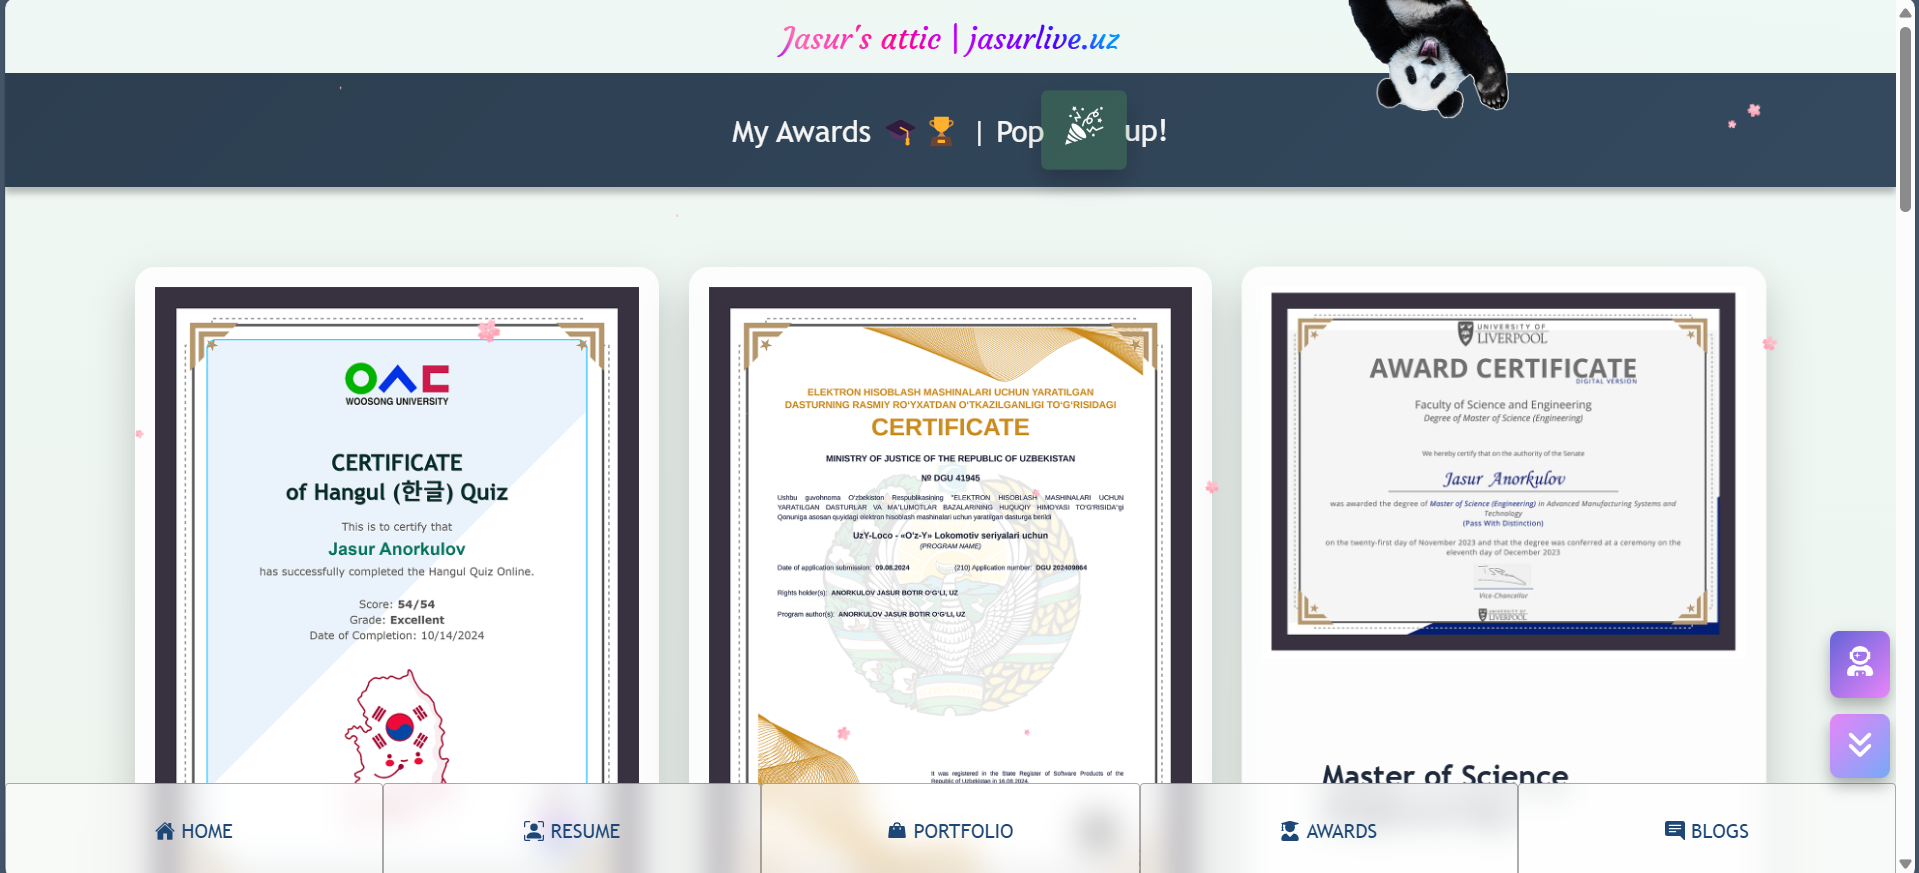 Jasur's attic | jasurlive.uz
My Awards | Pop up!
WOOSONG UNIVERSITY
CERTIFICATE
of Hangul (한글) Quiz
This is to certify that
Jasur Anorkulov
has successfully completed the Hangul Quiz Online.
Score: 54/54
Grade: Excellent
Date of Completion: 10/14/2024
ELEKTRON HISOBLASH MASHINALARI UCHUN YARATILGAN
DASTURNING RASMIY RO'YXATDAN O'TKAZILGANLIGI TO'G'RISIDAGI
CERTIFICATE
MINISTRY OF JUSTICE OF THE REPUBLIC OF UZBEKISTAN
№ DGU 41945
Ushbu guvohnoma O'zbekiston Respublikasining "ELEKTRON HISOBLASH MASHINALARI UCHUN
YARATILGAN DASTURLAR VA MA'LUMOTLAR BAZALARINING HUQUQIY HIMOYASI TO'G'RISIDA"gi
Qonuniga asosan quyidagi elektron hisoblash mashinalari uchun yaratilgan dasturga berildi
UzY-Loco - «O'z-Y» Lokomotiv seriyalari uchun
(PROGRAM NAME)
Date of application submission: 09.08.2024 (210) Application number: DGU 202409864
Rights holder(s): ANORKULOV JASUR BOTIR O'G'LI, UZ
Program author(s): ANORKULOV JASUR BOTIR O'G'LI, UZ
It was registered in the State Register of Software Products of the
Republic of Uzbekistan in 16.08.2024.
UNIVERSITY OF
LIVERPOOL
AWARD CERTIFICATE
DIGITAL VERSION
Faculty of Science and Engineering
Degree of Master of Science (Engineering)
We hereby certify that on the authority of the Senate
Jasur Anorkulov
was awarded the degree of Master of Science (Engineering) in Advanced Manufacturing Systems and
Technology
(Pass With Distinction)
on the twenty-first day of November 2023 and that the degree was conferred at a ceremony on the
eleventh day of December 2023
Vice-Chancellor
UNIVERSITY OF
LIVERPOOL
Master of Science
HOME
RESUME
PORTFOLIO
AWARDS
BLOGS